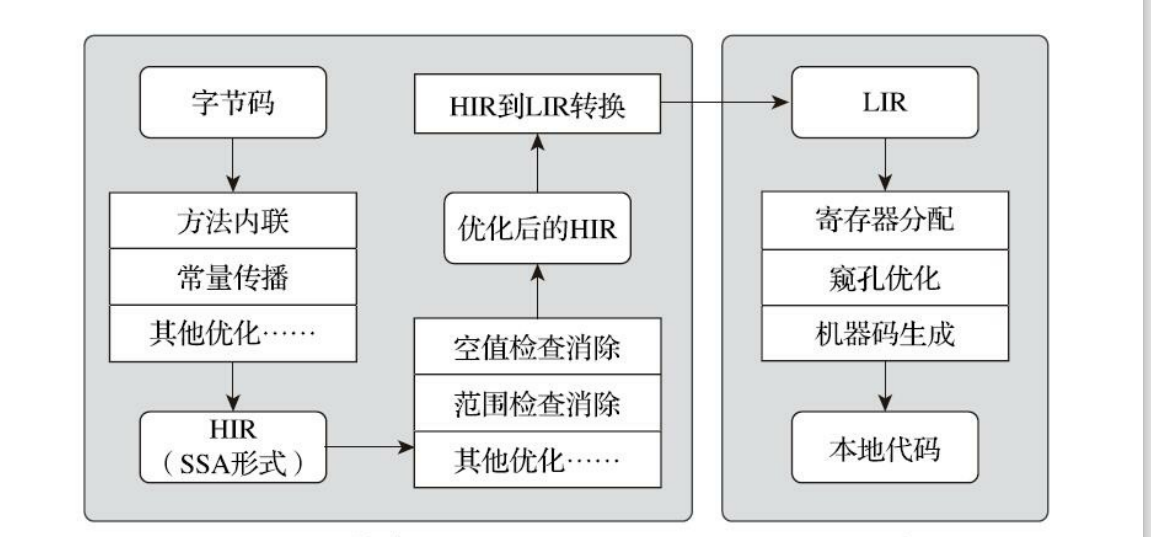 字节码
方法内联
常量传播
其他优化……
HIR
（SSA形式）
空值检查消除
范围检查消除
其他优化……
优化后的HIR
HIR到LIR转换
LIR
寄存器分配
窥孔优化
机器码生成
本地代码